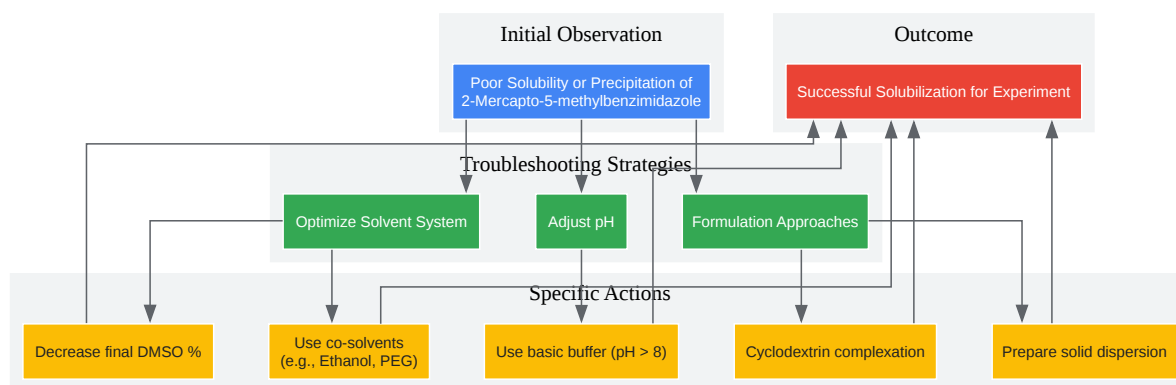 Initial Observation
Outcome
Poor Solubility or Precipitation of
2-Mercapto-5-methylbenzimidazole
Successful Solubilization for Experiment
Troubleshooting Strategies
Optimize Solvent System
Adjust pH
Formulation Approaches
Specific Actions
Decrease final DMSO %
Use co-solvents
(e.g., Ethanol, PEG)
Use basic buffer (pH > 8)
Cyclodextrin complexation
Prepare solid dispersion